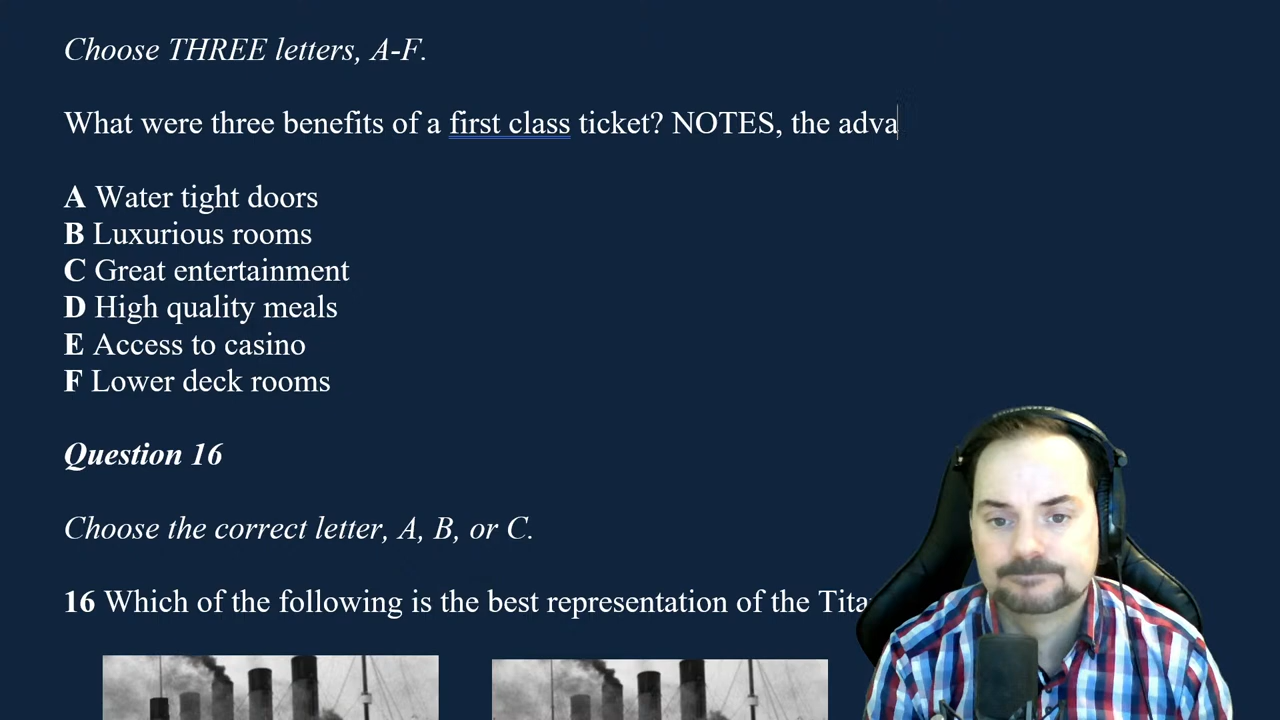 Choose THREE letters, A-F.
What were three benefits of a first class ticket? NOTES, the adva
A Water tight doors
B Luxurious rooms
C Great entertainment
D High quality meals
E Access to casino
F Lower deck rooms
Question 16
Choose the correct letter, A, B, or C.
16 Which of the following is the best representation of the